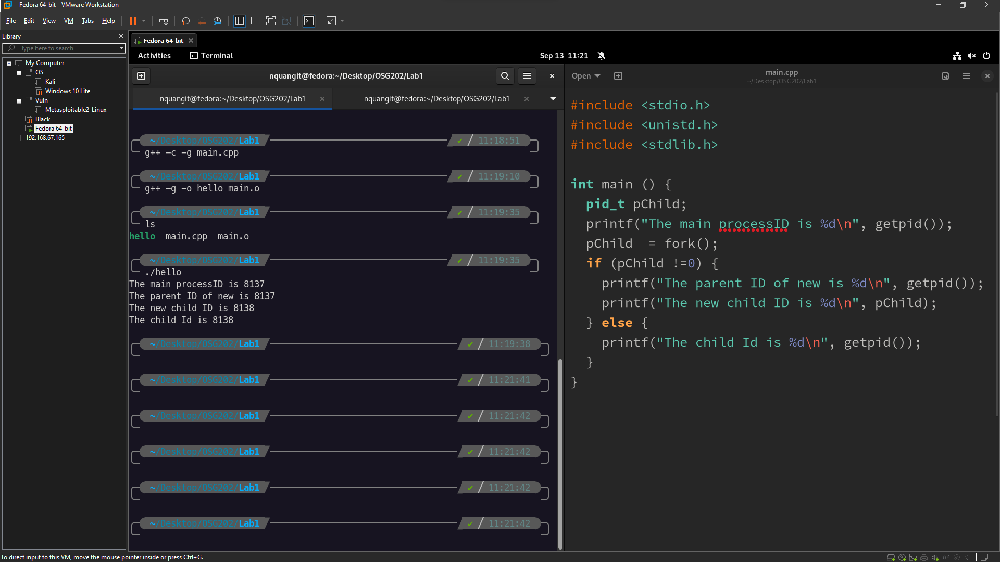 Fedora 64-bit - VMware Workstation
File Edit View VM Tabs Help
Library
Type here to search
My Computer
OS
Kali
Windows 10 Lite
Vuln
Metasploitable2-Linux
Black
Fedora 64-bit
192.168.67.165
Fedora 64-bit
Activities Terminal Sep 13 11:21
nquangit@fedora:~/Desktop/OSG202/Lab1
nquangit@fedora:~/Desktop/OSG202/Lab1 nquangit@fedora:~/Desktop/OSG202/Lab1
~/Desktop/OSG202/Lab1 ✔ / 11:18:51
g++ -c -g main.cpp
~/Desktop/OSG202/Lab1 ✔ / 11:19:10
g++ -g -o hello main.o
~/Desktop/OSG202/Lab1 ✔ / 11:19:35
ls
hello main.cpp main.o
~/Desktop/OSG202/Lab1 ✔ / 11:19:35
./hello
The main processID is 8137
The parent ID of new is 8137
The new child ID is 8138
The child Id is 8138
~/Desktop/OSG202/Lab1 ✔ / 11:19:38
~/Desktop/OSG202/Lab1 ✔ / 11:21:41
~/Desktop/OSG202/Lab1 ✔ / 11:21:42
~/Desktop/OSG202/Lab1 ✔ / 11:21:42
~/Desktop/OSG202/Lab1 ✔ / 11:21:42
~/Desktop/OSG202/Lab1 ✔ / 11:21:42
Open main.cpp
~/Desktop/OSG202/Lab1
#include <stdio.h>
#include <unistd.h>
#include <stdlib.h>
int main () {
pid_t pChild;
printf("The main processID is %d\n", getpid());
pChild  = fork();
if (pChild !=0) {
printf("The parent ID of new is %d\n", getpid());
printf("The new child ID is %d\n", pChild);
} else {
printf("The child Id is %d\n", getpid());
}
}
To direct input to this VM, move the mouse pointer inside or press Ctrl+G.